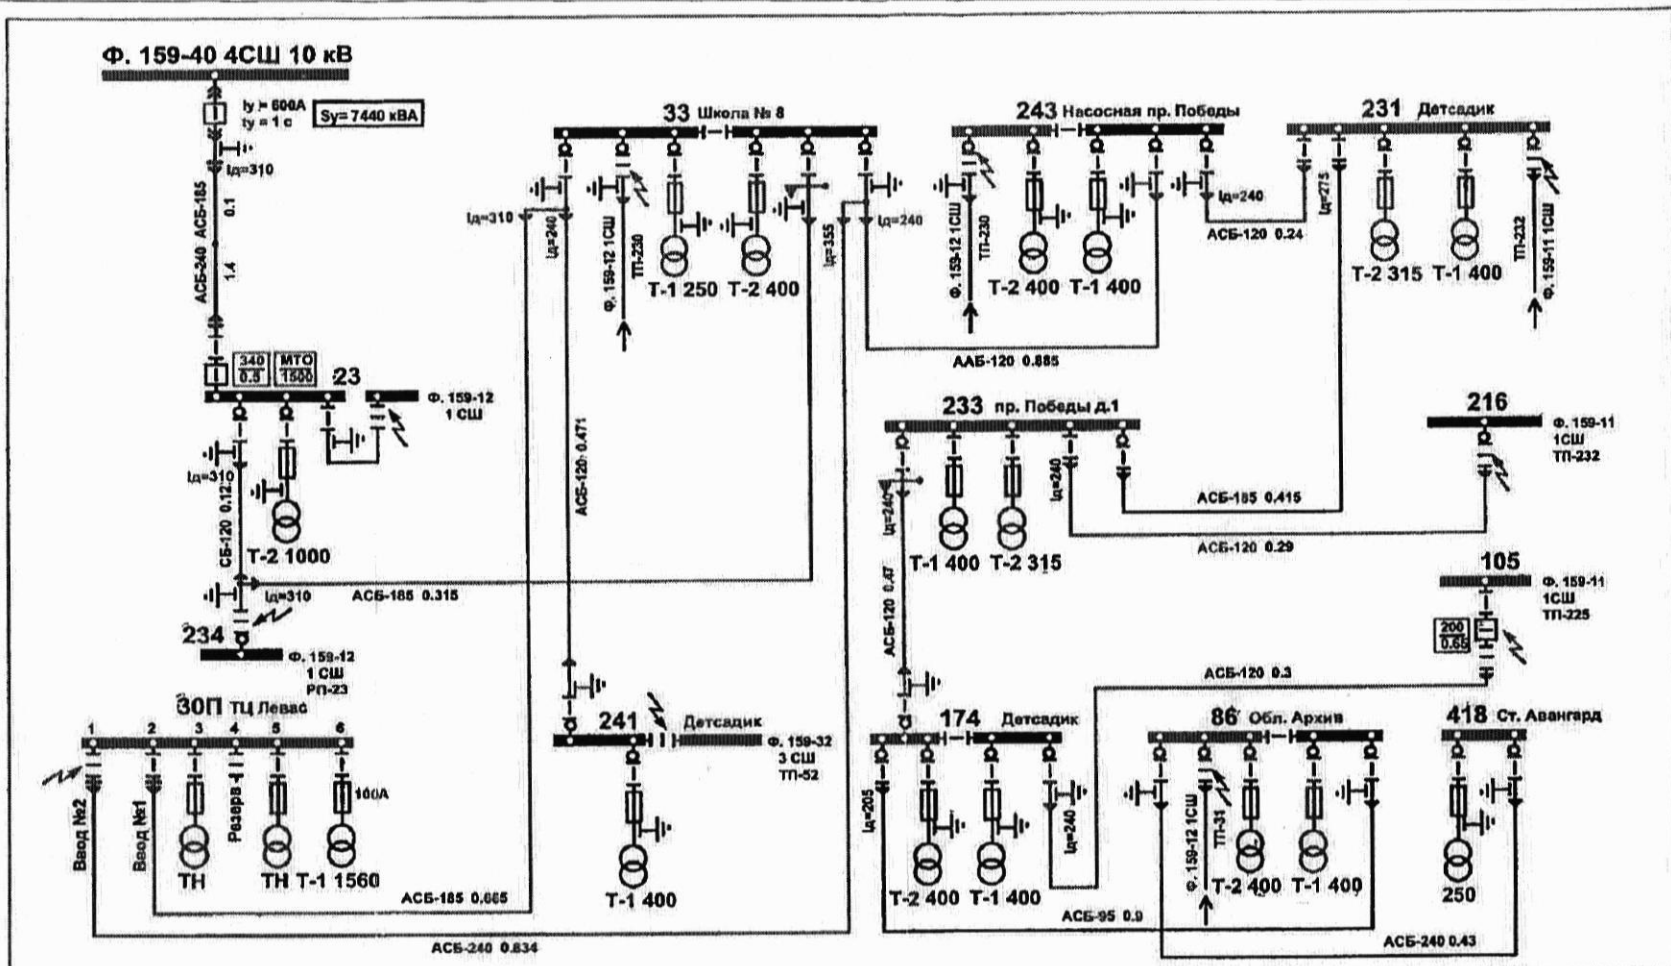 Ф. 159-40 4СШ 10 кВ
Iу = 600А
tу = 1 с
Sу= 7440 кВА
Iд=310
АСБ-240 АСБ-185
1.4 0.1
340
0.5
МТО
1500
23
Ф. 159-12
1 СШ
Iд=310
СБ-120 0.12
Т-2 1000
Iд=310
АСБ-185 0.315
234
Ф. 159-12
1 СШ
РП-23
30П ТЦ Левас
1 2 3 4 5 6
Ввод №2
Ввод №1
Резерв
100А
ТН
ТН
Т-1 1560
АСБ-185 0.665
АСБ-240 0.834
33 Школа № 8
Iд=310
Iд=240
Ф. 159-12 1СШ
ТП-230
Т-1 250
Т-2 400
Iд=355
Iд=240
АСБ-120 0.471
241
Детсадик
Ф. 159-32
3 СШ
ТП-52
Т-1 400
243 Насосная пр. Победы
Ф. 159-12 1СШ
ТП-230
Т-2 400
Т-1 400
Iд=240
АСБ-120 0.24
ААБ-120 0.885
231 Детсадик
Iд=275
Т-2 315
Т-1 400
ТП-232
Ф. 159-11 1СШ
233 пр. Победы д.1
Iд=240
Т-1 400
Т-2 315
Iд=240
АСБ-185 0.415
АСБ-120 0.29
АСБ-120 0.47
216
Ф. 159-11
1СШ
ТП-232
105
Ф. 159-11
1СШ
ТП-225
200
0.65
АСБ-120 0.3
174 Детсадик
Iд=205
Т-2 400
Т-1 400
Iд=240
АСБ-95 0.9
86 Обл. Архив
Ф. 159-12 1СШ
ТП-31
Т-2 400
Т-1 400
418 Ст. Авангард
250
АСБ-240 0.43